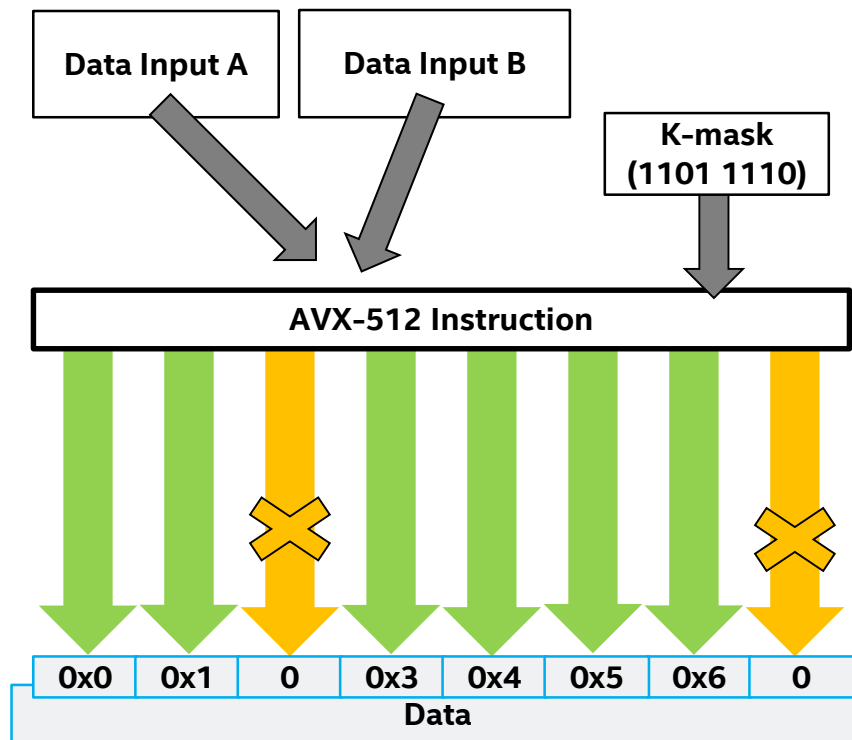 Data Input A
Data Input B
K-mask
(1101 1110)
AVX-512 Instruction
0x0 0x1 0 0x3 0x4 0x5 0x6 0
Data